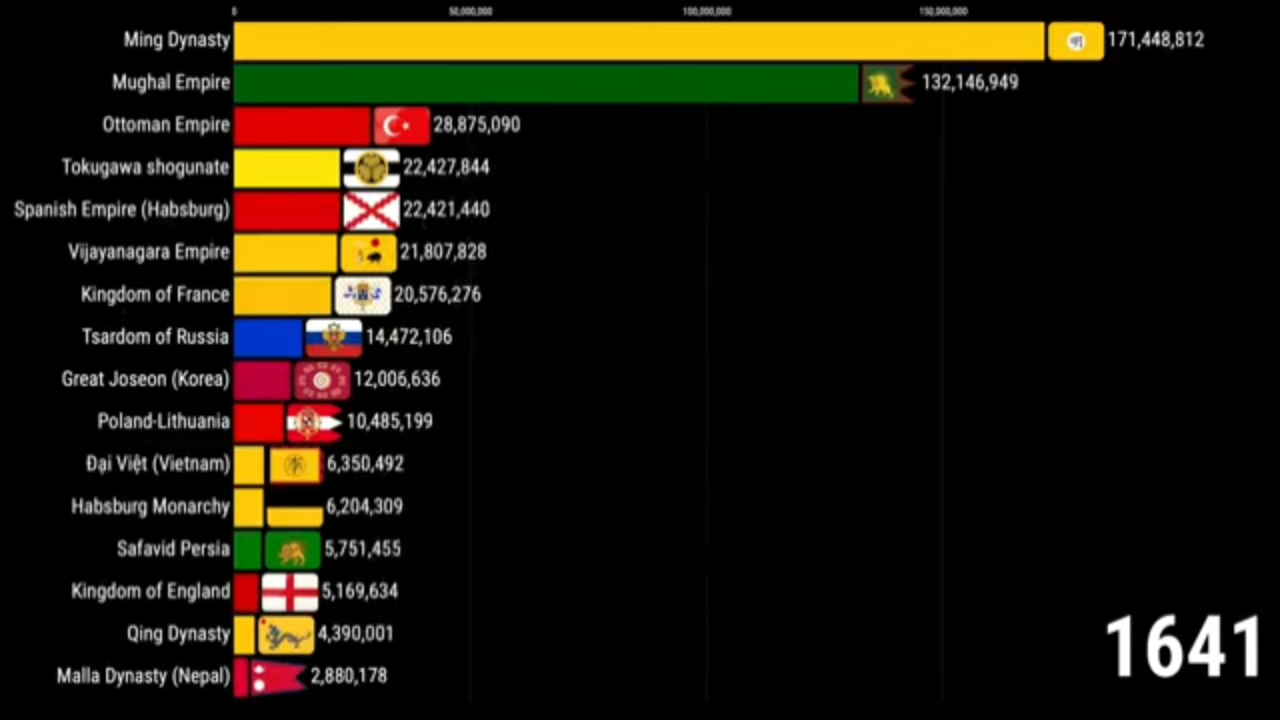 0 50,000,000 100,000,000 150,000,000
Ming Dynasty 171,448,812
Mughal Empire 132,146,949
Ottoman Empire 28,875,090
Tokugawa shogunate 22,427,844
Spanish Empire (Habsburg) 22,421,440
Vijayanagara Empire 21,807,828
Kingdom of France 20,576,276
Tsardom of Russia 14,472,106
Great Joseon (Korea) 12,006,636
Poland-Lithuania 10,485,199
Đại Việt (Vietnam) 6,350,492
Habsburg Monarchy 6,204,309
Safavid Persia 5,751,455
Kingdom of England 5,169,634
Qing Dynasty 4,390,001
Malla Dynasty (Nepal) 2,880,178
1641